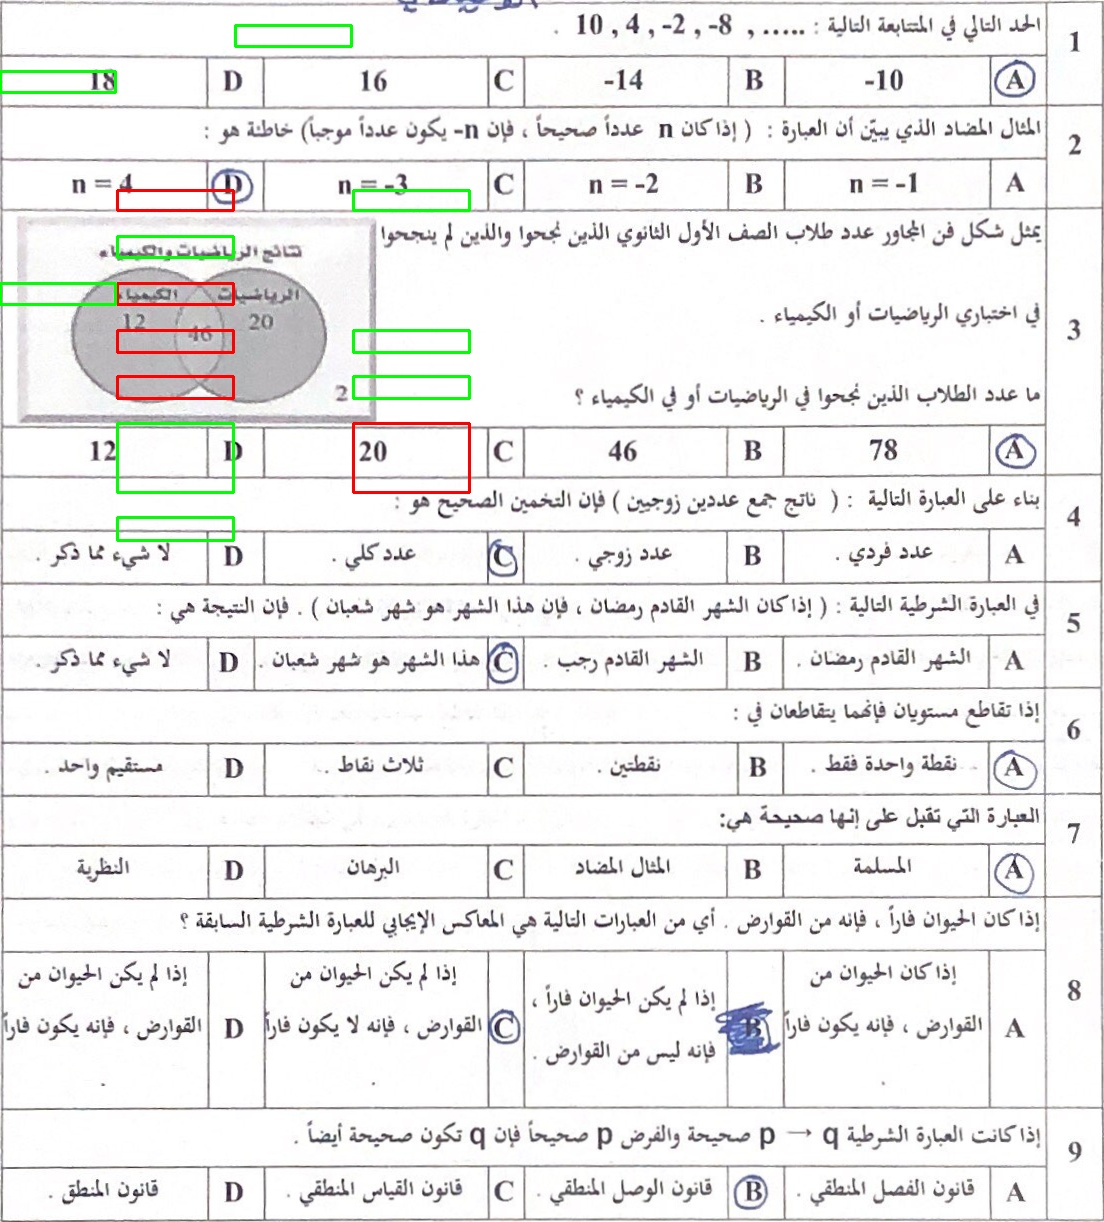 1 الحد التالي في المتتابعة التالية : 10 , 4 , -2 , -8 , ..... .
A -10 B -14 C 16 D 18
2 المثال المضاد الذي يبيّن أن العبارة : ( إذا كان n عدداً صحيحاً ، فإن n- يكون عدداً موجباً) خاطئة هو :
A n = -1 B n = -2 C n = -3 D n = 4
3 يمثل شكل فن المجاور عدد طلاب الصف الأول الثانوي الذين نجحوا والذين لم ينجحوا
في اختباري الرياضيات أو الكيمياء .
ما عدد الطلاب الذين نجحوا في الرياضيات أو في الكيمياء ؟
نتائج الرياضيات والكيمياء
الرياضيات الكيمياء
20 46 12
2
A 78 B 46 C 20 D 12
4 بناء على العبارة التالية : ( ناتج جمع عددين زوجيين ) فإن التخمين الصحيح هو :
A عدد فردي . B عدد زوجي . C عدد كلي . D لا شيء مما ذكر .
5 في العبارة الشرطية التالية : ( إذا كان الشهر القادم رمضان ، فإن هذا الشهر هو شهر شعبان ) . فإن النتيجة هي :
A الشهر القادم رمضان . B الشهر القادم رجب . C هذا الشهر هو شهر شعبان . D لا شيء مما ذكر .
6 إذا تقاطع مستويان فإنهما يتقاطعان في :
A نقطة واحدة فقط . B نقطتين . C ثلاث نقاط . D مستقيم واحد
7 العبارة التي تقبل على إنها صحيحة هي:
A المسلمة B المثال المضاد C البرهان D النظرية
8 إذا كان الحيوان فاراً ، فإنه من القوارض . أي من العبارات التالية هي المعاكس الإيجابي للعبارة الشرطية السابقة ؟
A إذا كان الحيوان من القوارض ، فإنه يكون فاراً . B إذا لم يكن الحيوان فاراً ، فإنه ليس من القوارض . C إذا لم يكن الحيوان من القوارض ، فإنه لا يكون فاراً . D إذا لم يكن الحيوان من القوارض ، فإنه يكون فاراً .
9 إذا كانت العبارة الشرطية p → q صحيحة والفرض p صحيحاً فإن q تكون صحيحة أيضاً .
A قانون الفصل المنطقي . B قانون الوصل المنطقي . C قانون القياس المنطقي . D قانون المنطق .